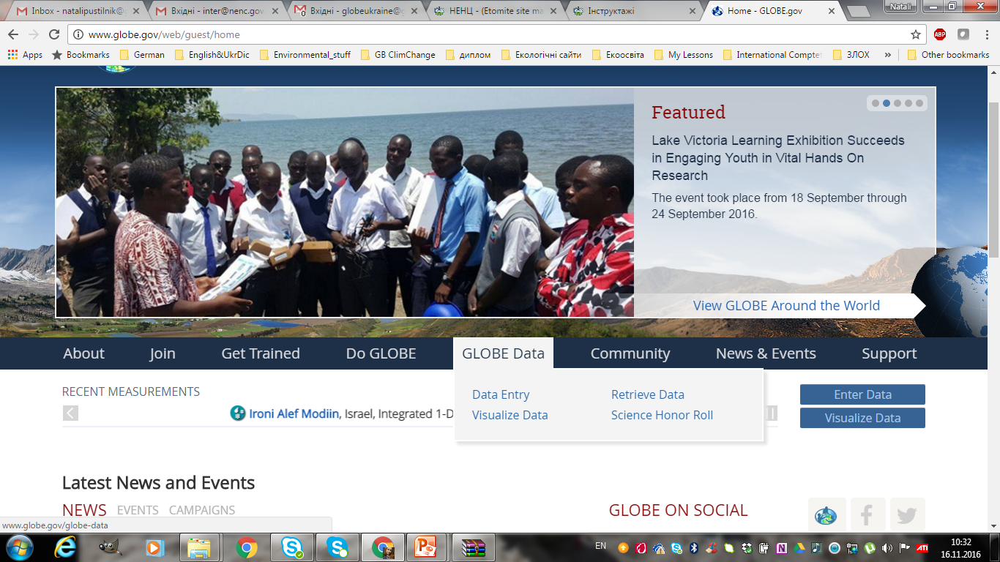 Inbox - natalipustilnik@g
Вхідні - inter@nenc.gov.
Вхідні - globeukraine@g
НЕНЦ - (Etomite site ma
Інструктажі
Home - GLOBE.gov
Natali
www.globe.gov/web/guest/home
ABP
Apps
Bookmarks
German
English&UkrDic
Environmental_stuff
GB ClimChange
диплом
Екологічні сайти
Екоосвіта
My Lessons
International Compte
ЗЛОХ
»
Other bookmarks
Featured
Lake Victoria Learning Exhibition Succeeds
in Engaging Youth in Vital Hands On
Research
The event took place from 18 September through
24 September 2016.
View GLOBE Around the World
About
Join
Get Trained
Do GLOBE
GLOBE Data
Community
News & Events
Support
RECENT MEASUREMENTS
Ironi Alef Modiin, Israel, Integrated 1-D
Data Entry
Retrieve Data
Visualize Data
Science Honor Roll
Enter Data
Visualize Data
Latest News and Events
NEWS
EVENTS
CAMPAIGNS
GLOBE ON SOCIAL
www.globe.gov/globe-data
EN
10:32
16.11.2016